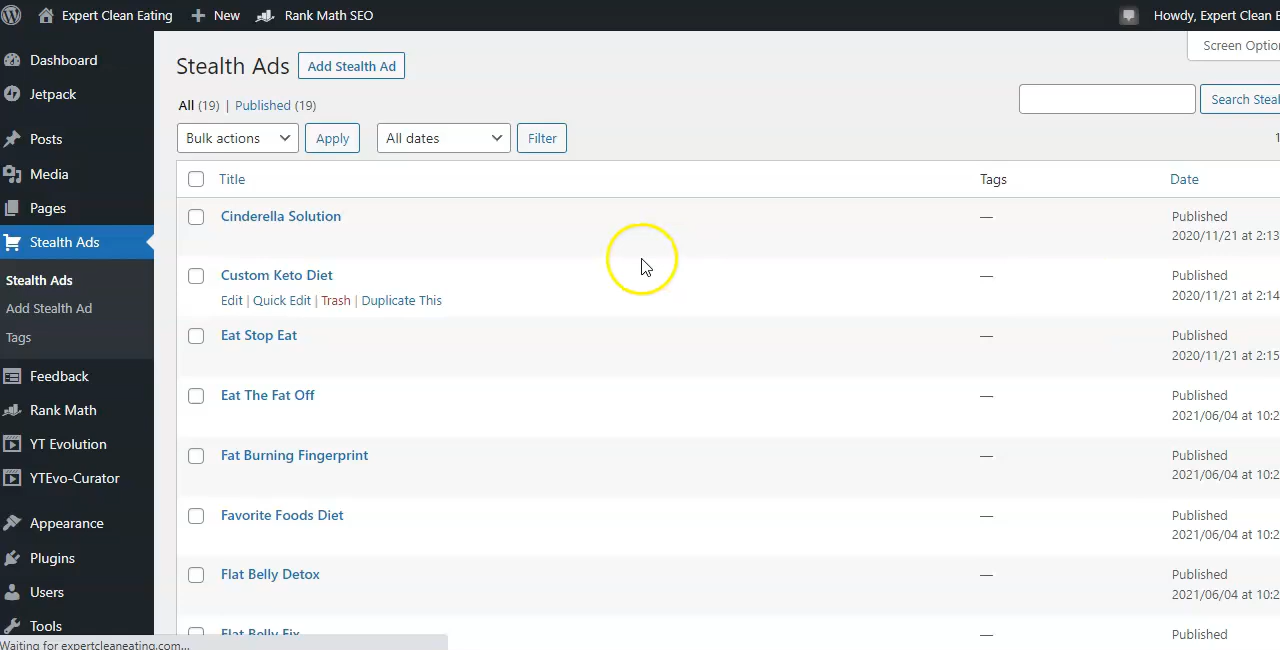 Expert Clean Eating
New
Rank Math SEO
Howdy, Expert Clean E
Screen Optio
Dashboard
Jetpack
Posts
Media
Pages
Stealth Ads
Stealth Ads
Add Stealth Ad
Tags
Feedback
Rank Math
YT Evolution
YTEvo-Curator
Appearance
Plugins
Users
Tools
Waiting for expertcleaneating.com...
Stealth Ads Add Stealth Ad
All (19) | Published (19)
Search Steal
Bulk actions Apply All dates Filter
1
Title Tags Date
Cinderella Solution — Published
2020/11/21 at 2:13
Custom Keto Diet — Published
Edit | Quick Edit | Trash | Duplicate This 2020/11/21 at 2:14
Eat Stop Eat — Published
2020/11/21 at 2:15
Eat The Fat Off — Published
2021/06/04 at 10:2
Fat Burning Fingerprint — Published
2021/06/04 at 10:2
Favorite Foods Diet — Published
2021/06/04 at 10:2
Flat Belly Detox — Published
2021/06/04 at 10:2
Flat Belly Fix — Published